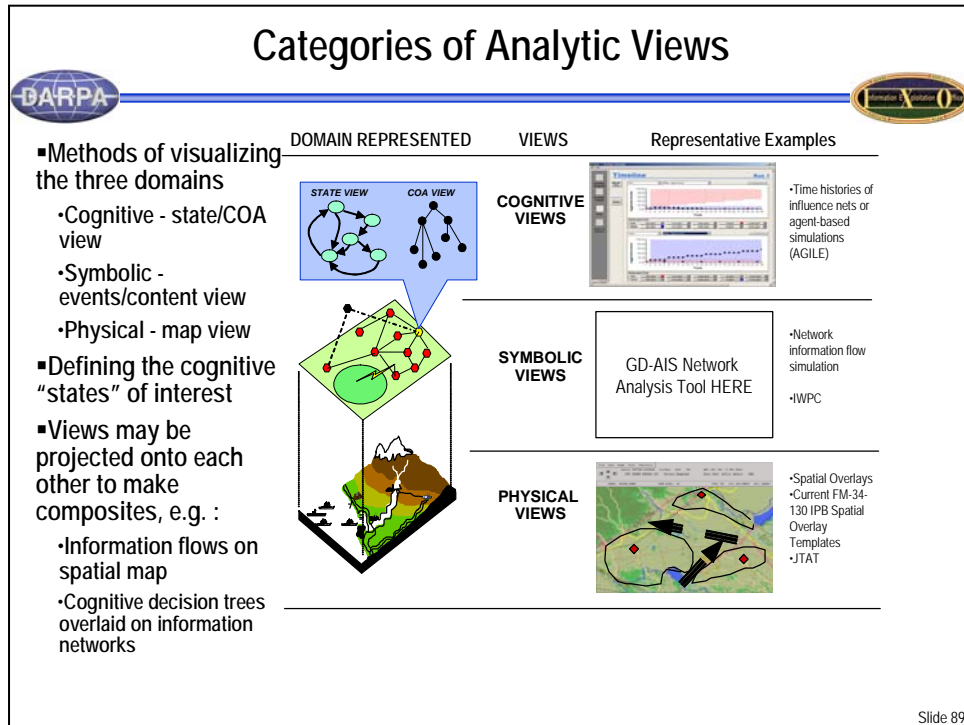 Categories of Analytic Views
DARPA
Information Exploitation Office
I X O
▪Methods of visualizing
the three domains
•Cognitive - state/COA
view
•Symbolic -
events/content view
•Physical - map view
▪Defining the cognitive
“states” of interest
▪Views may be
projected onto each
other to make
composites, e.g. :
•Information flows on
spatial map
•Cognitive decision trees
overlaid on information
networks
DOMAIN REPRESENTED
VIEWS
Representative Examples
STATE VIEW
COA VIEW
COGNITIVE
VIEWS
Timeline
•Time histories of
influence nets or
agent-based
simulations
(AGILE)
SYMBOLIC
VIEWS
GD-AIS Network
Analysis Tool HERE
•Network
information flow
simulation
•IWPC
PHYSICAL
VIEWS
•Spatial Overlays
•Current FM-34-
130 IPB Spatial
Overlay
Templates
•JTAT
Slide 89